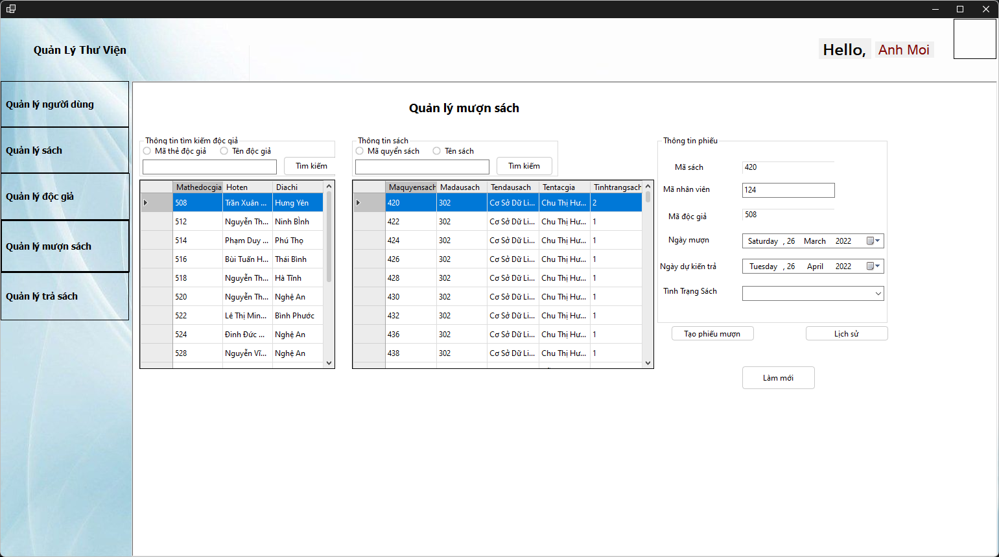 Quản Lý Thư Viện
Hello, Anh Moi
Quản lý người dùng
Quản lý sách
Quản lý độc giả
Quản lý mượn sách
Quản lý trả sách
Quản lý mượn sách
Thông tin tìm kiếm độc giả
Mã thẻ độc giả Tên độc giả
Tìm kiếm
Mathedocgia Hoten Diachi
508 Trần Xuân ... Hưng Yên
512 Nguyễn Th... Ninh BÌnh
514 Phạm Duy ... Phú Thọ
516 Bùi Tuấn H... Thái Bình
518 Nguyễn Th... Hà Tĩnh
520 Nguyễn Th... Nghệ An
522 Lê Thị Min... Bình Phước
524 Đinh Đức ... Nghệ An
528 Nguyễn Vĩ... Nghệ An
Thông tin sách
Mã quyển sách Tên sách
Tìm kiếm
Maquyensach Madausach Tendausach Tentacgia Tinhtrangsach
420 302 Cơ Sở Dữ Li... Chu Thị Hư... 2
422 302 Cơ Sở Dữ Li... Chu Thị Hư... 1
424 302 Cơ Sở Dữ Li... Chu Thị Hư... 1
426 302 Cơ Sở Dữ Li... Chu Thị Hư... 1
428 302 Cơ Sở Dữ Li... Chu Thị Hư... 1
430 302 Cơ Sở Dữ Li... Chu Thị Hư... 1
432 302 Cơ Sở Dữ Li... Chu Thị Hư... 1
436 302 Cơ Sở Dữ Li... Chu Thị Hư... 1
438 302 Cơ Sở Dữ Li... Chu Thị Hư... 1
Thông tin phiếu
Mã sách 420
Mã nhân viên 124
Mã độc giả 508
Ngày mượn Saturday , 26 March 2022
Ngày dự kiến trả Tuesday , 26 April 2022
Tình Trạng Sách
Tạo phiếu mượn Lịch sử
Làm mới